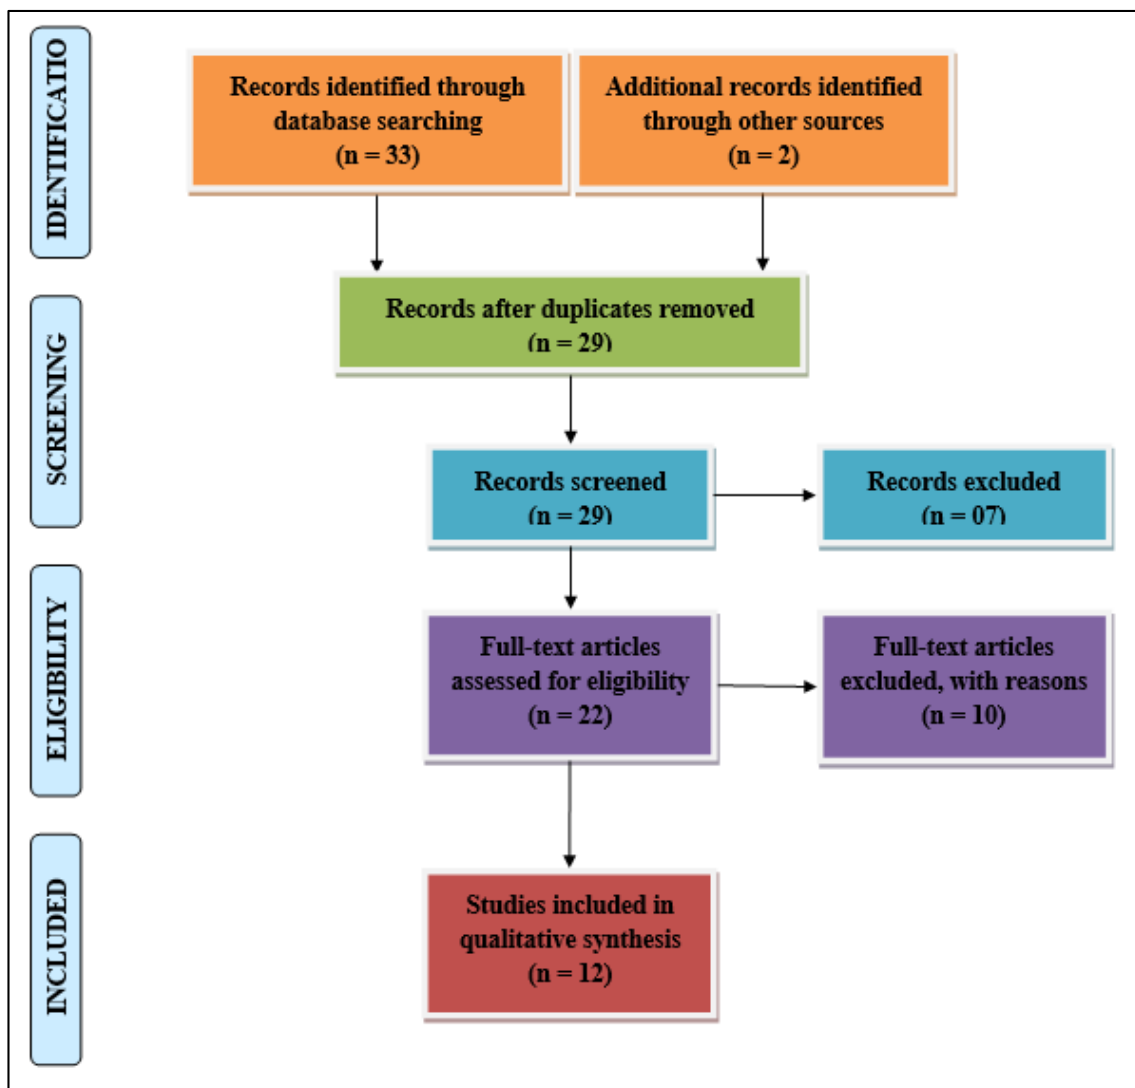 IDENTIFICATIO
Records identified through
database searching
(n = 33)
Additional records identified
through other sources
(n = 2)
SCREENING
Records after duplicates removed
(n = 29)
Records screened
(n = 29)
Records excluded
(n = 07)
ELIGIBILITY
Full-text articles
assessed for eligibility
(n = 22)
Full-text articles
excluded, with reasons
(n = 10)
INCLUDED
Studies included in
qualitative synthesis
(n = 12)